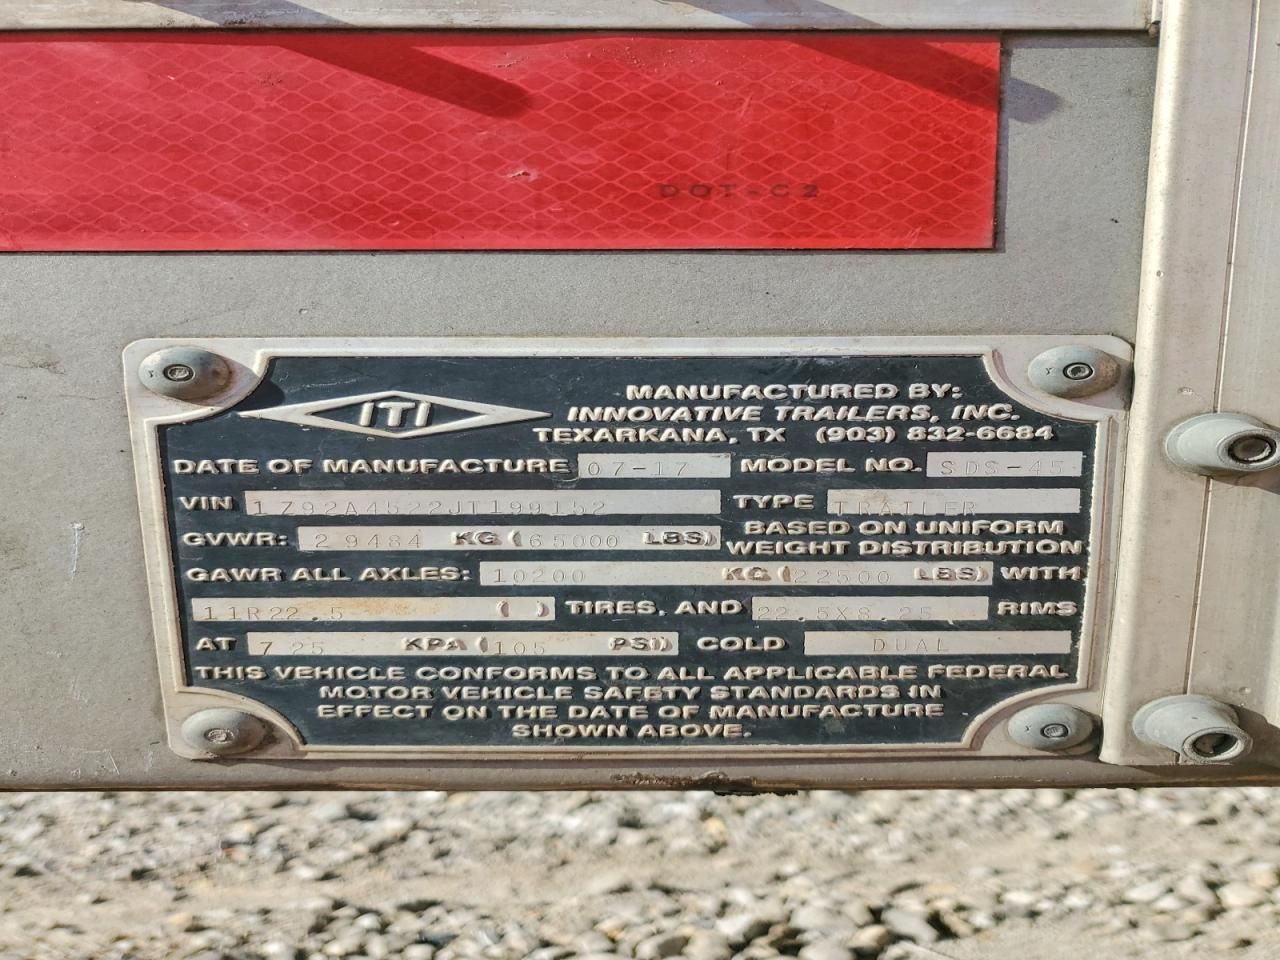 DOT-C2
ITI
MANUFACTURED BY:
INNOVATIVE TRAILERS, INC.
TEXARKANA, TX (903) 832-6684
DATE OF MANUFACTURE 07-17 MODEL NO. SDS-45
VIN 1Z92A4522JT199152 TYPE TRAILER
GVWR: 29484 KG (65000 LBS) BASED ON UNIFORM WEIGHT DISTRIBUTION
GAWR ALL AXLES: 10200 KG (22500 LBS) WITH
11R22.5 ( ) TIRES, AND 22.5X8.25 RIMS
AT 725 KPA (105 PSI) COLD DUAL
THIS VEHICLE CONFORMS TO ALL APPLICABLE FEDERAL
MOTOR VEHICLE SAFETY STANDARDS IN
EFFECT ON THE DATE OF MANUFACTURE
SHOWN ABOVE.